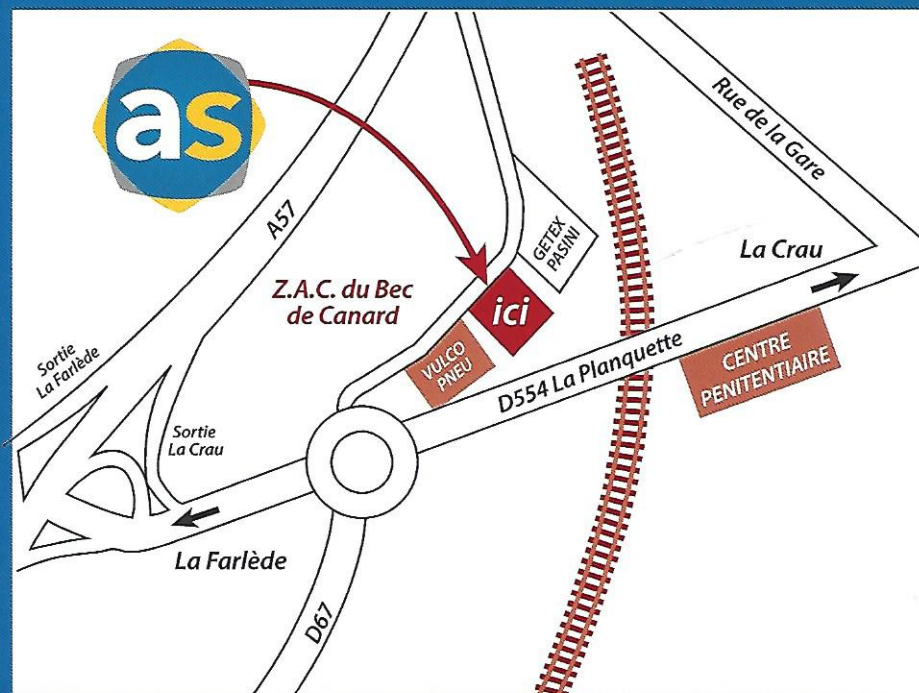 as
A57
Rue de la Gare
GETEX
PASINI
La Crau
Z.A.C. du Bec
de Canard
ici
Sortie
La Farlède
VULCO
PNEU
D554 La Planquette
CENTRE
PENITENTIAIRE
Sortie
La Crau
La Farlède
D67